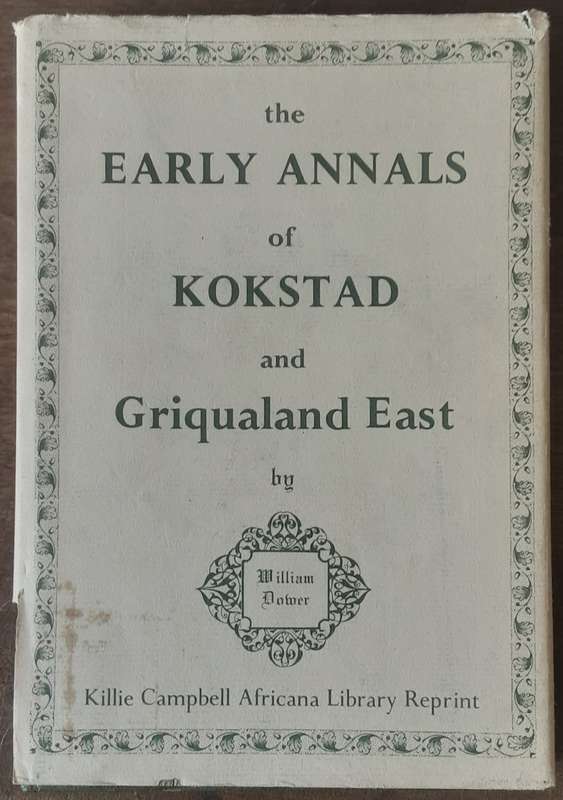 the
EARLY ANNALS
of
KOKSTAD
and
Griqualand East
by
William
Dower
Killie Campbell Africana Library Reprint